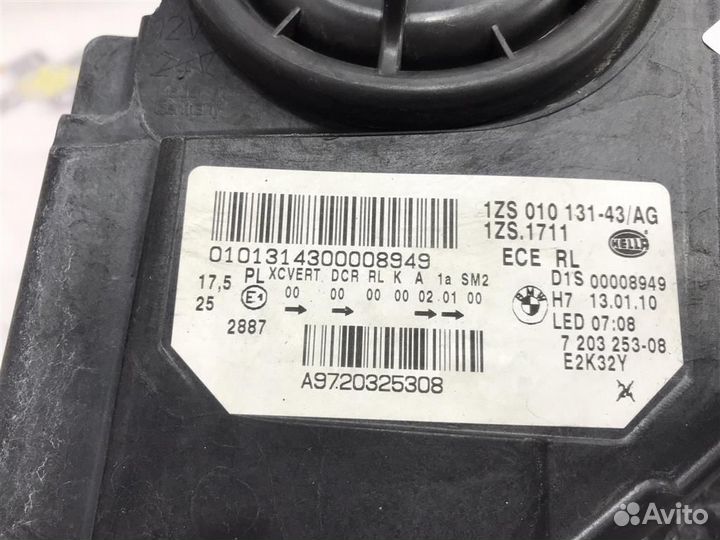 0101314300008949
1ZS 010 131-43/AG
1ZS.1711
HELLA
ECE RL
17,5 PL XCVERT DCR RL K A 1a SM2
25 E1 00 00 00 00 02 01 00
2887
D1S 00008949
BMW H7 13.01.10
LED 07:08
7 203 253-08
E2K32Y
A9720325308
Avito